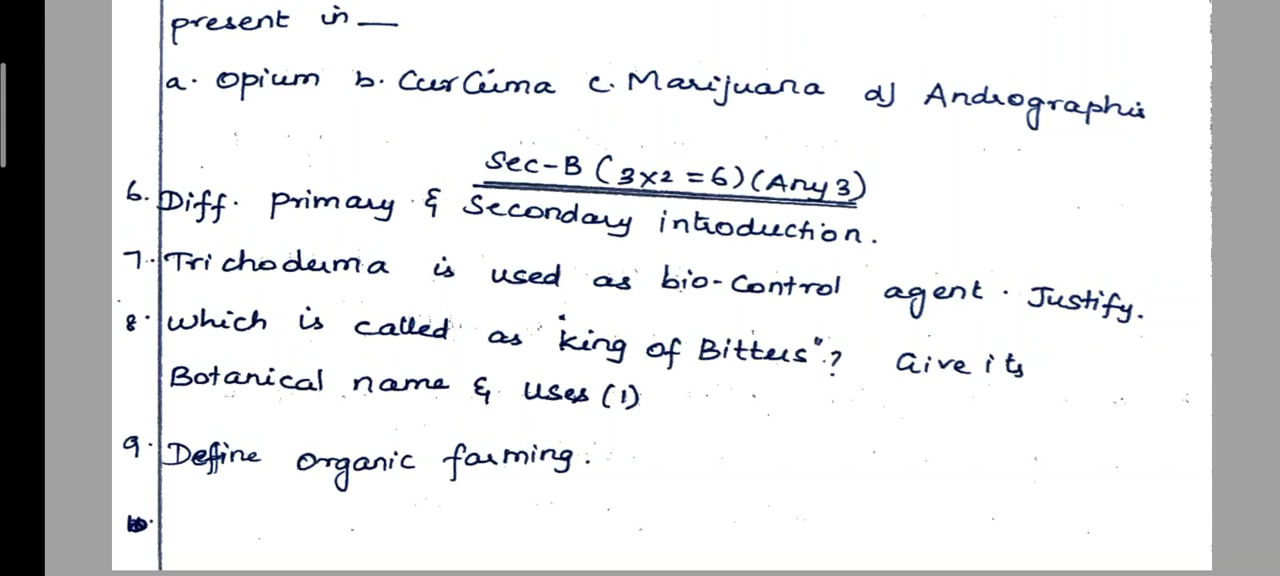 present in —
a. Opium b. Curcuma c. Marijuana d) Andrographis
Sec-B (3x2=6)(Any 3)
6. Diff. primary & Secondary introduction.
7. Trichoderma is used as bio-control agent. Justify.
8. Which is called as "king of Bitters"? Give its
Botanical name & uses (1)
9. Define organic farming.
10.